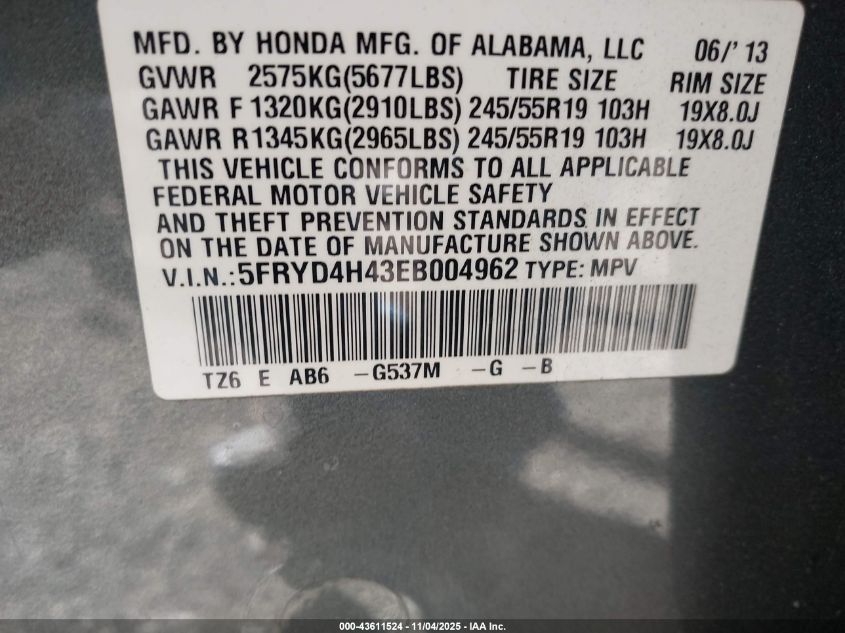 MFD. BY HONDA MFG. OF ALABAMA, LLC 06/' 13
GVWR 2575KG(5677LBS) TIRE SIZE RIM SIZE
GAWR F 1320KG(2910LBS) 245/55R19 103H 19X8.0J
GAWR R1345KG(2965LBS) 245/55R19 103H 19X8.0J
THIS VEHICLE CONFORMS TO ALL APPLICABLE
FEDERAL MOTOR VEHICLE SAFETY
AND THEFT PREVENTION STANDARDS IN EFFECT
ON THE DATE OF MANUFACTURE SHOWN ABOVE.
V.I.N.:5FRYD4H43EB004962 TYPE: MPV
TZ6 E AB6 -G537M -G -B
000-43611524 - 11/04/2025 - IAA Inc.